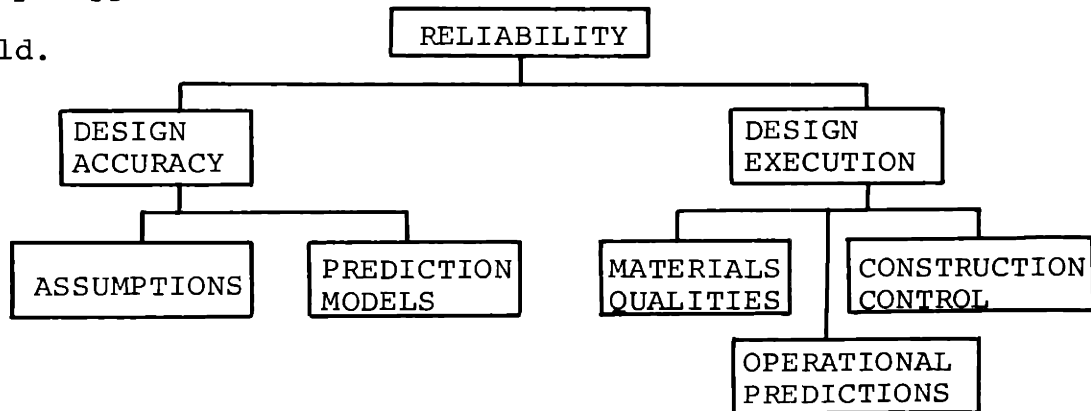 ld.
RELIABILITY
DESIGN
ACCURACY
DESIGN
EXECUTION
ASSUMPTIONS
PREDICTION
MODELS
MATERIALS
QUALITIES
CONSTRUCTION
CONTROL
OPERATIONAL
PREDICTIONS